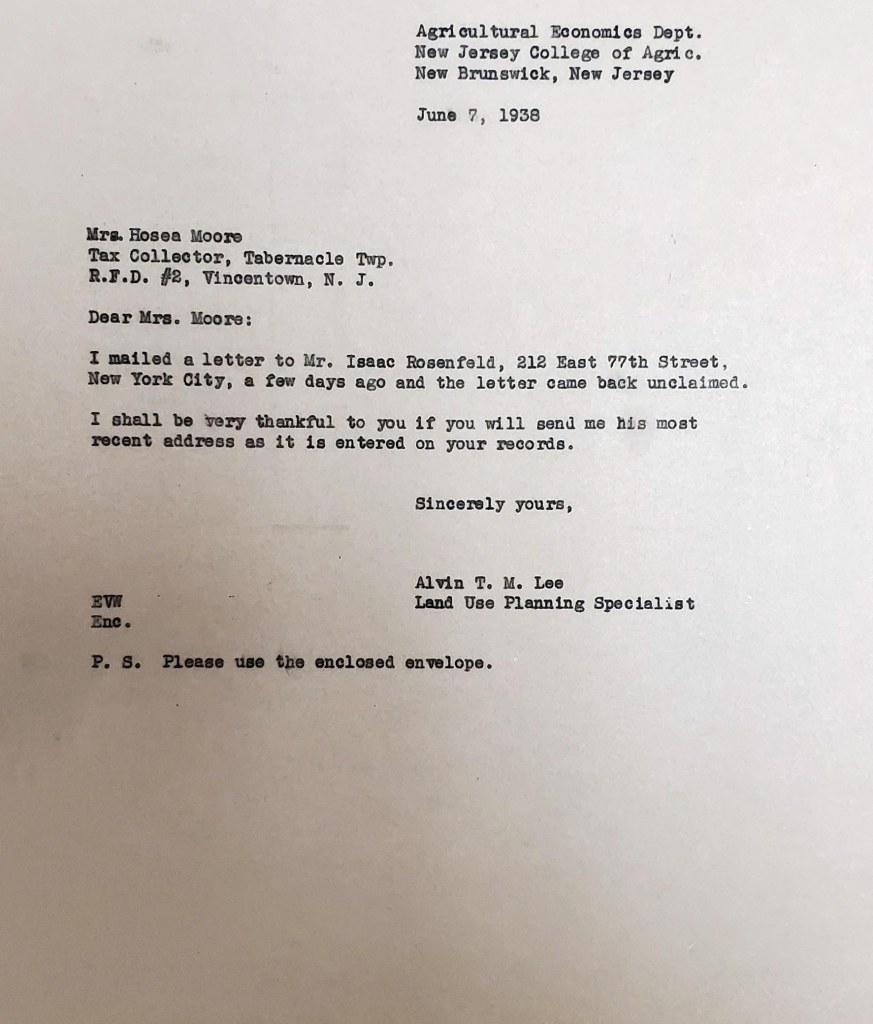 Agricultural Economics Dept.
New Jersey College of Agric.
New Brunswick, New Jersey
June 7, 1938
Mrs. Hosea Moore
Tax Collector, Tabernacle Twp.
R.F.D. #2, Vincentown, N. J.
Dear Mrs. Moore:
I mailed a letter to Mr. Isaac Rosenfeld, 212 East 77th Street,
New York City, a few days ago and the letter came back unclaimed.
I shall be very thankful to you if you will send me his most
recent address as it is entered on your records.
Sincerely yours,
Alvin T. M. Lee
Land Use Planning Specialist
EVW
Enc.
P. S. Please use the enclosed envelope.